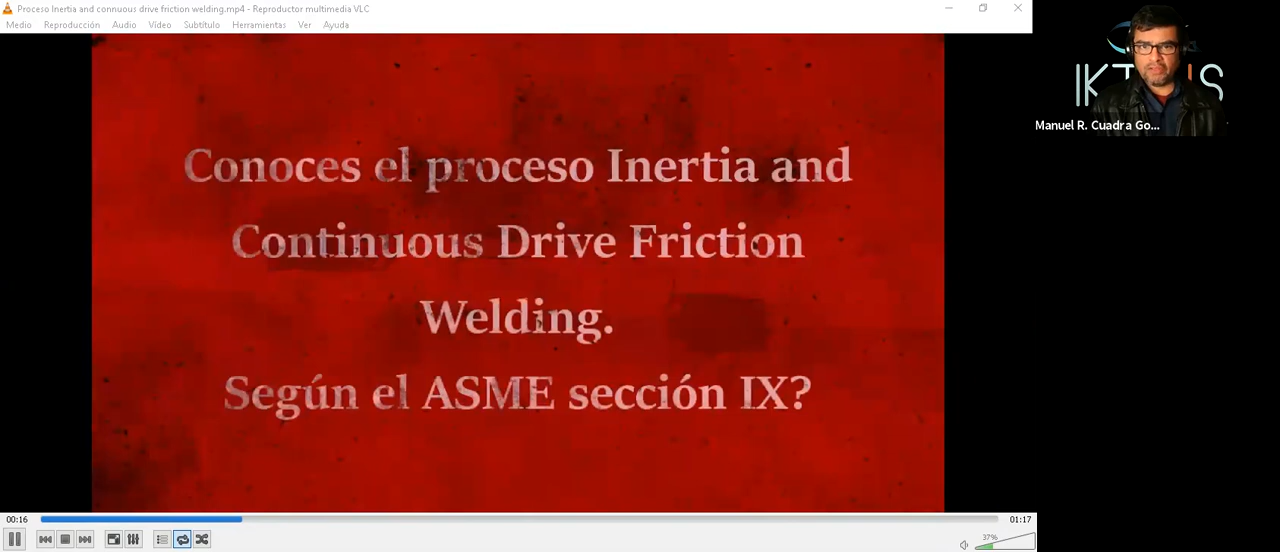 Proceso Inertia and connuous drive friction welding.mp4 - Reproductor multimedia VLC
Medio Reproducción Audio Vídeo Subtítulo Herramientas Ver Ayuda
Conoces el proceso Inertia and
Continuous Drive Friction
Welding.
Según el ASME sección IX?
Manuel R. Cuadra Go...
00:16
01:17
37%